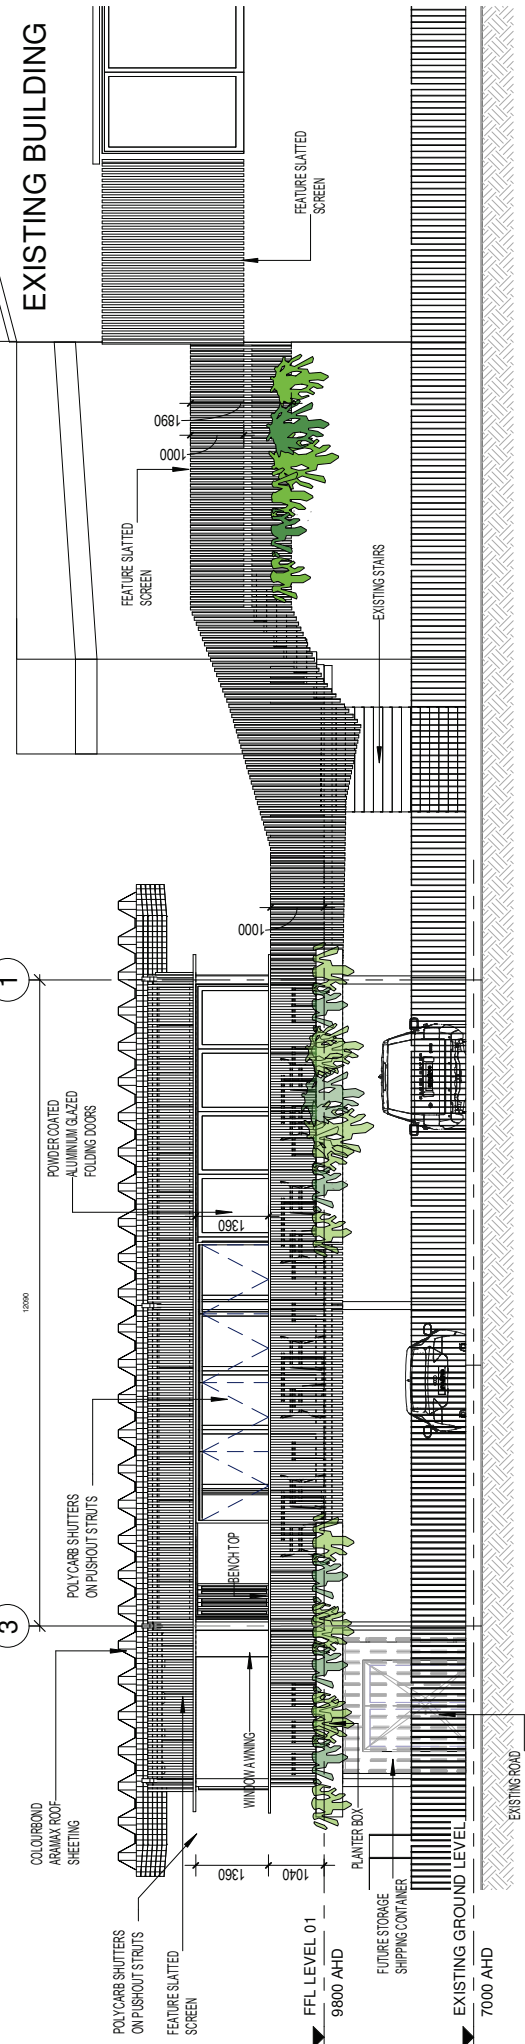 EXISTING BUILDING
1
3
12090
COLOURBOND
ARAMAX ROOF
SHEETING
POLYCARB SHUTTERS
ON PUSHOUT STRUTS
POWDER COATED
ALUMINIUM GLAZED
FOLDING DOORS
POLYCARB SHUTTERS
ON PUSHOUT STRUTS
FEATURE SLATTED
SCREEN
FEATURE SLATTED
SCREEN
FEATURE SLATTED
SCREEN
1890
1000
1000
1360
1360
1040
WINDOW AWNING
BENCHTOP
EXISTING STAIRS
FFL LEVEL 01
9800 AHD
PLANTER BOX
FUTURE STORAGE
SHIPPING CONTAINER
EXISTING GROUND LEVEL
7000 AHD
EXISTING ROAD